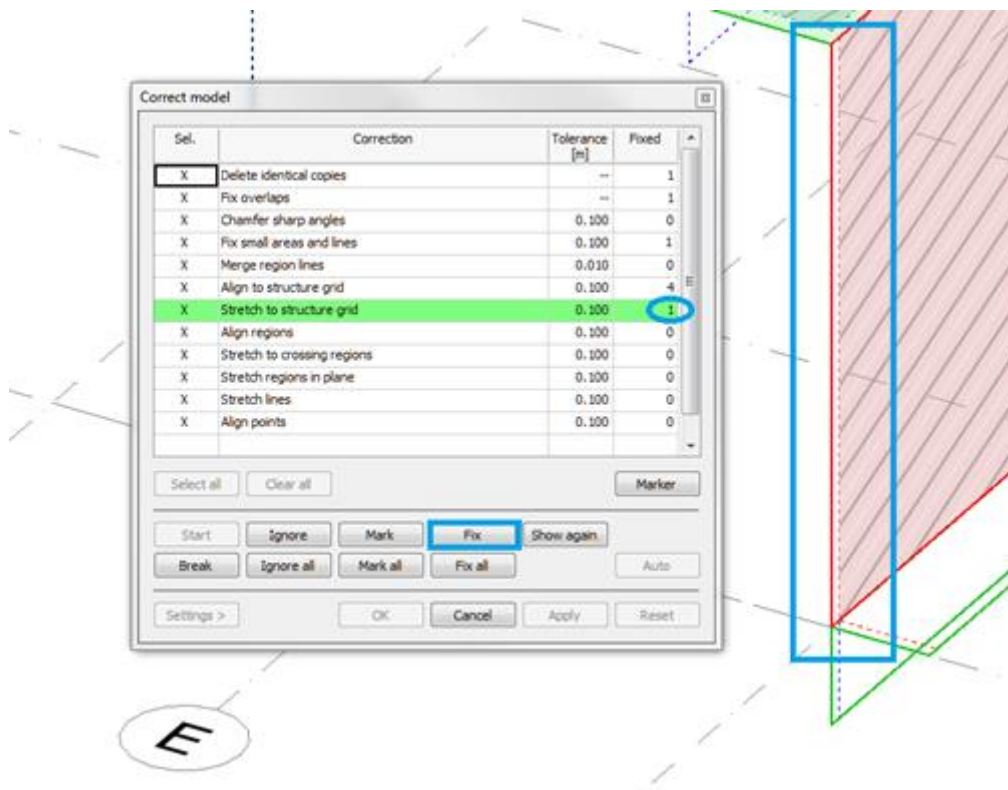 Correct model
Sel. Correction Tolerance [m] Fixed
X Delete identical copies -- 1
X Fix overlaps -- 1
X Chamfer sharp angles 0.100 0
X Fix small areas and lines 0.100 1
X Merge region lines 0.010 0
X Align to structure grid 0.100 4
X Stretch to structure grid 0.100 1
X Align regions 0.100 0
X Stretch to crossing regions 0.100 0
X Stretch regions in plane 0.100 0
X Stretch lines 0.100 0
X Align points 0.100 0
Select all Clear all Marker
Start Ignore Mark Fix Show again
Break Ignore all Mark all Fix all Auto
Settings > OK Cancel Apply Reset
E